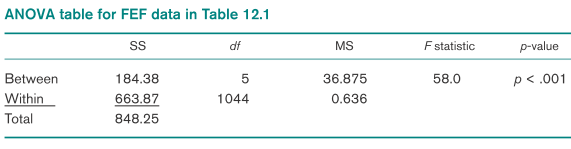 ANOVA table for FEF data in Table 12.1
SS df MS F statistic p-value
Between 184.38 5 36.875 58.0 p < .001
Within 663.87 1044 0.636
Total 848.25